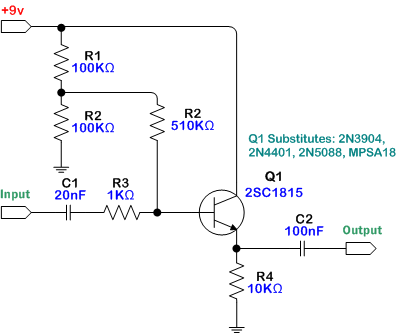 +9v
R1
100KΩ
R2
100KΩ
R2
510KΩ
Q1 Substitutes: 2N3904,
2N4401, 2N5088, MPSA18
Input
C1
20nF
R3
1KΩ
Q1
2SC1815
C2
100nF
Output
R4
10KΩ